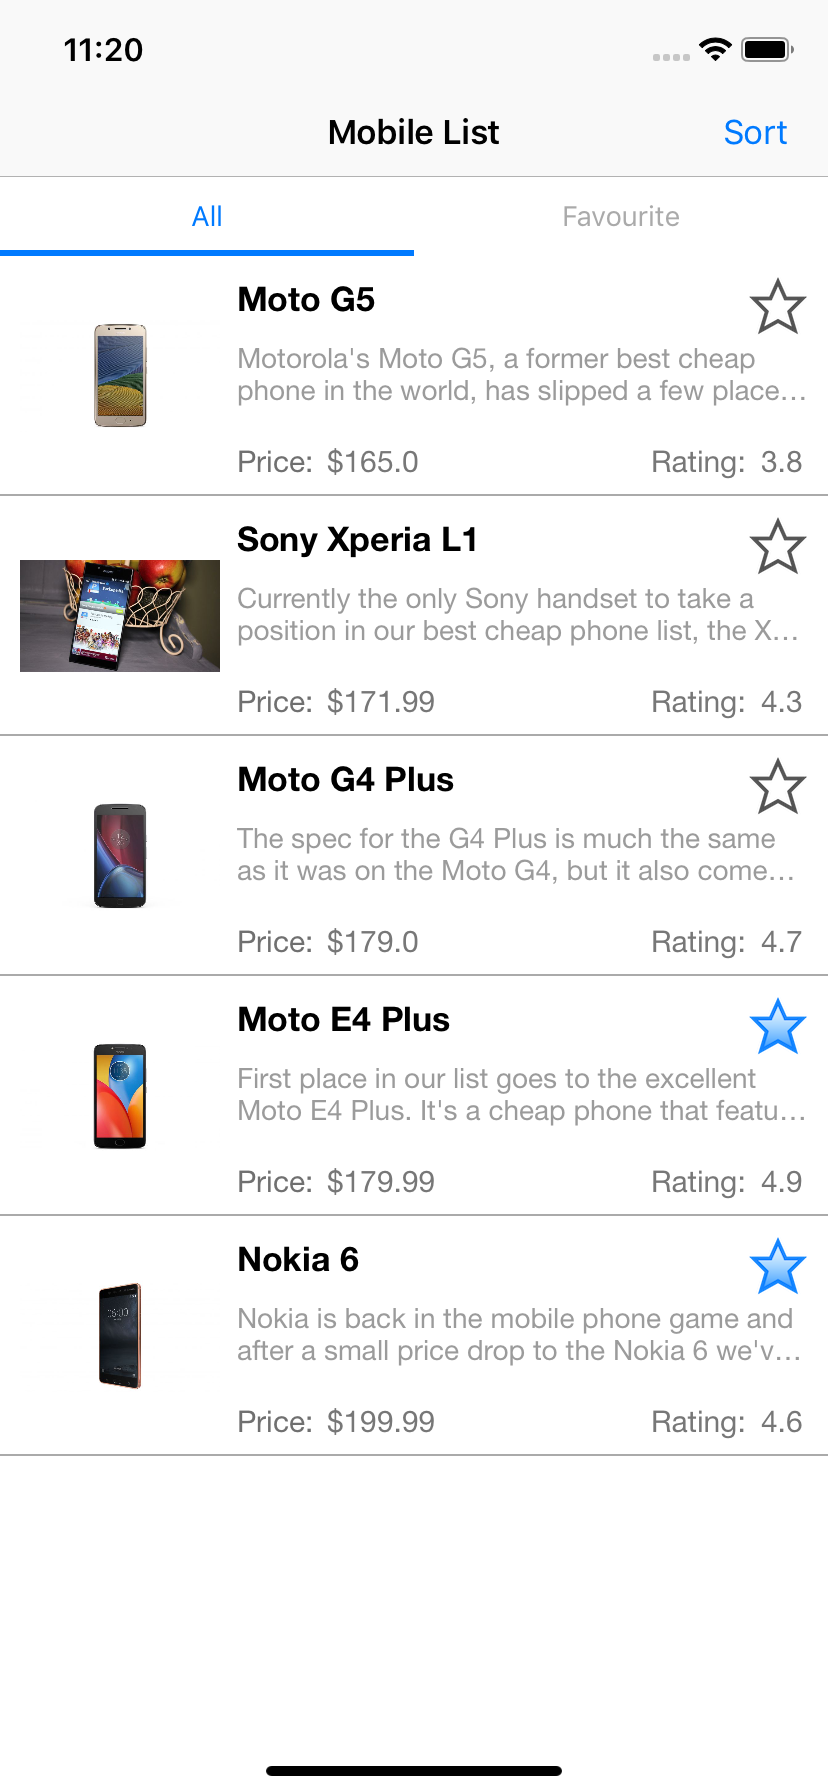 11:20
Mobile List
Sort
All
Favourite
Moto G5
Motorola's Moto G5, a former best cheap
phone in the world, has slipped a few place…
Price: $165.0
Rating: 3.8
Sony Xperia L1
Currently the only Sony handset to take a
position in our best cheap phone list, the X…
Price: $171.99
Rating: 4.3
Moto G4 Plus
The spec for the G4 Plus is much the same
as it was on the Moto G4, but it also come…
Price: $179.0
Rating: 4.7
Moto E4 Plus
First place in our list goes to the excellent
Moto E4 Plus. It's a cheap phone that featu…
Price: $179.99
Rating: 4.9
Nokia 6
Nokia is back in the mobile phone game and
after a small price drop to the Nokia 6 we'v…
Price: $199.99
Rating: 4.6